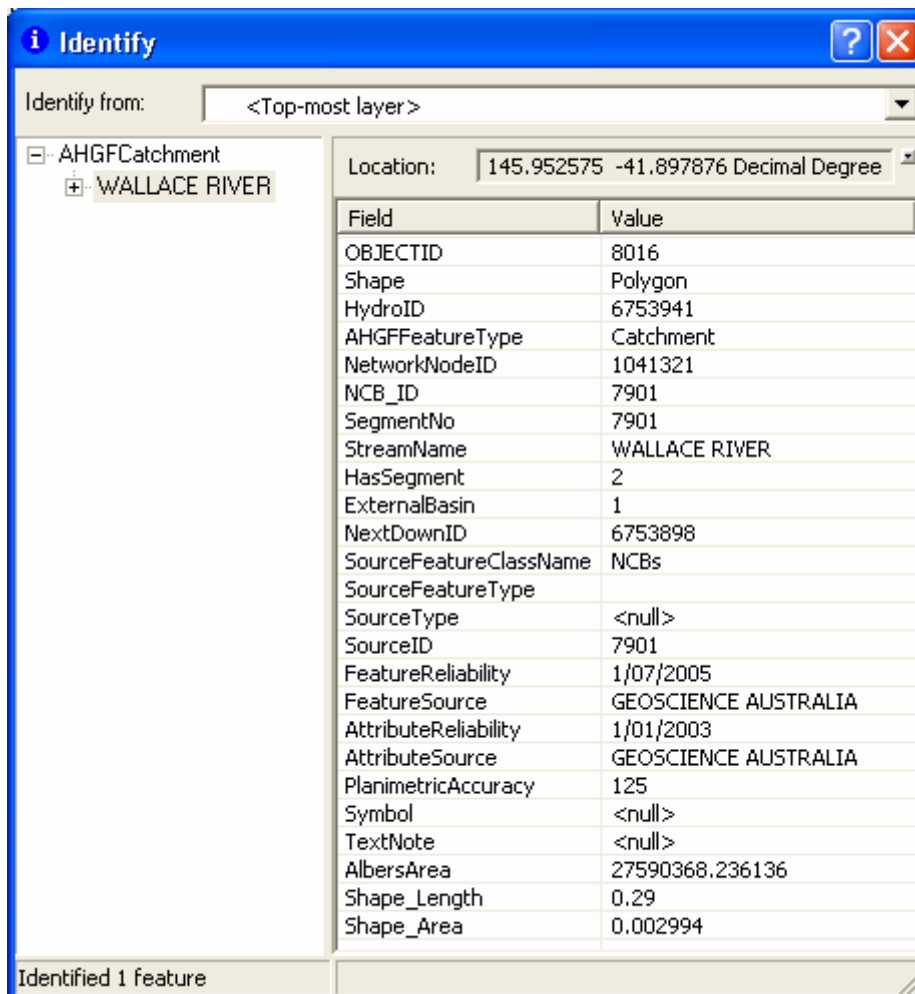 Identify
Identify from: <Top-most layer>
AHGFCatchment
WALLACE RIVER
Location: 145.952575 -41.897876 Decimal Degree
Field Value
OBJECTID 8016
Shape Polygon
HydroID 6753941
AHGFFeatureType Catchment
NetworkNodeID 1041321
NCB_ID 7901
SegmentNo 7901
StreamName WALLACE RIVER
HasSegment 2
ExternalBasin 1
NextDownID 6753898
SourceFeatureClassName NCBs
SourceFeatureType
SourceType <null>
SourceID 7901
FeatureReliability 1/07/2005
FeatureSource GEOSCIENCE AUSTRALIA
AttributeReliability 1/01/2003
AttributeSource GEOSCIENCE AUSTRALIA
PlanimetricAccuracy 125
Symbol <null>
TextNote <null>
AlbersArea 27590368.236136
Shape_Length 0.29
Shape_Area 0.002994
Identified 1 feature